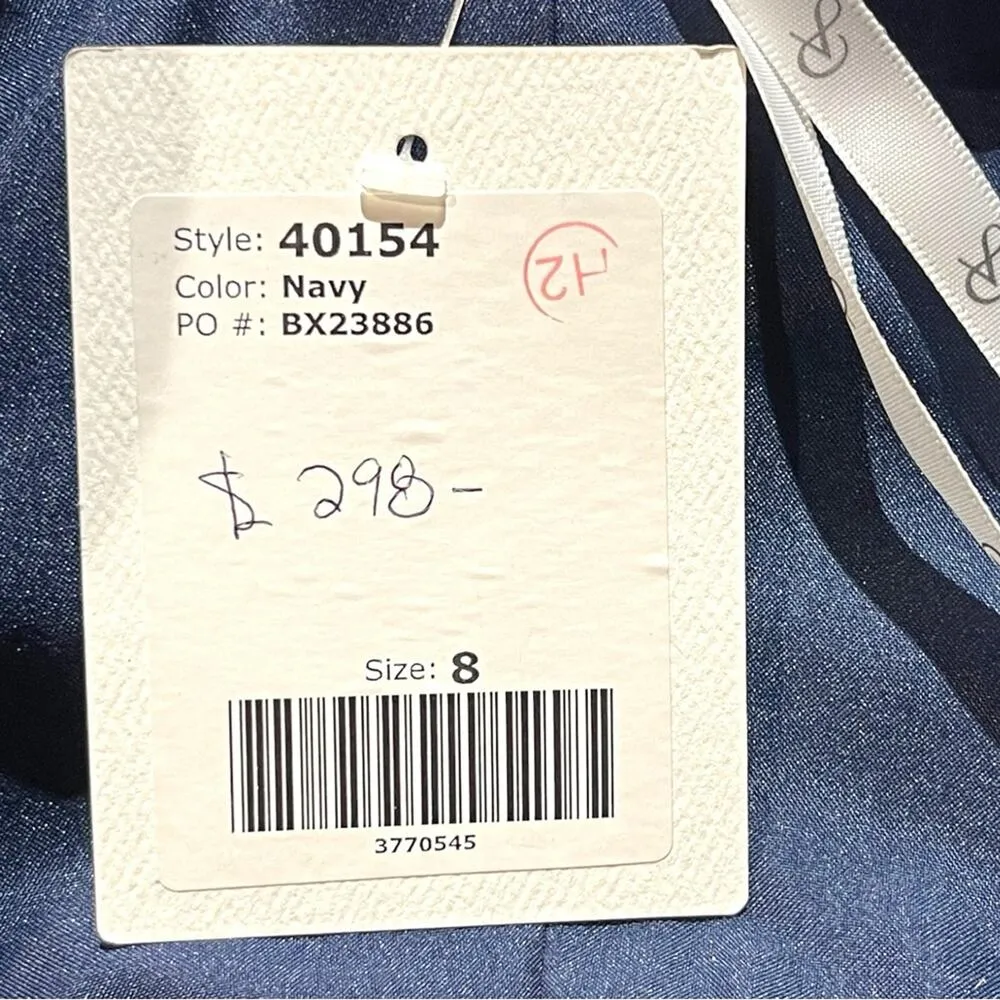 Style: 40154
Color: Navy
PO #: BX23886
$ 298-
Size: 8
3770545